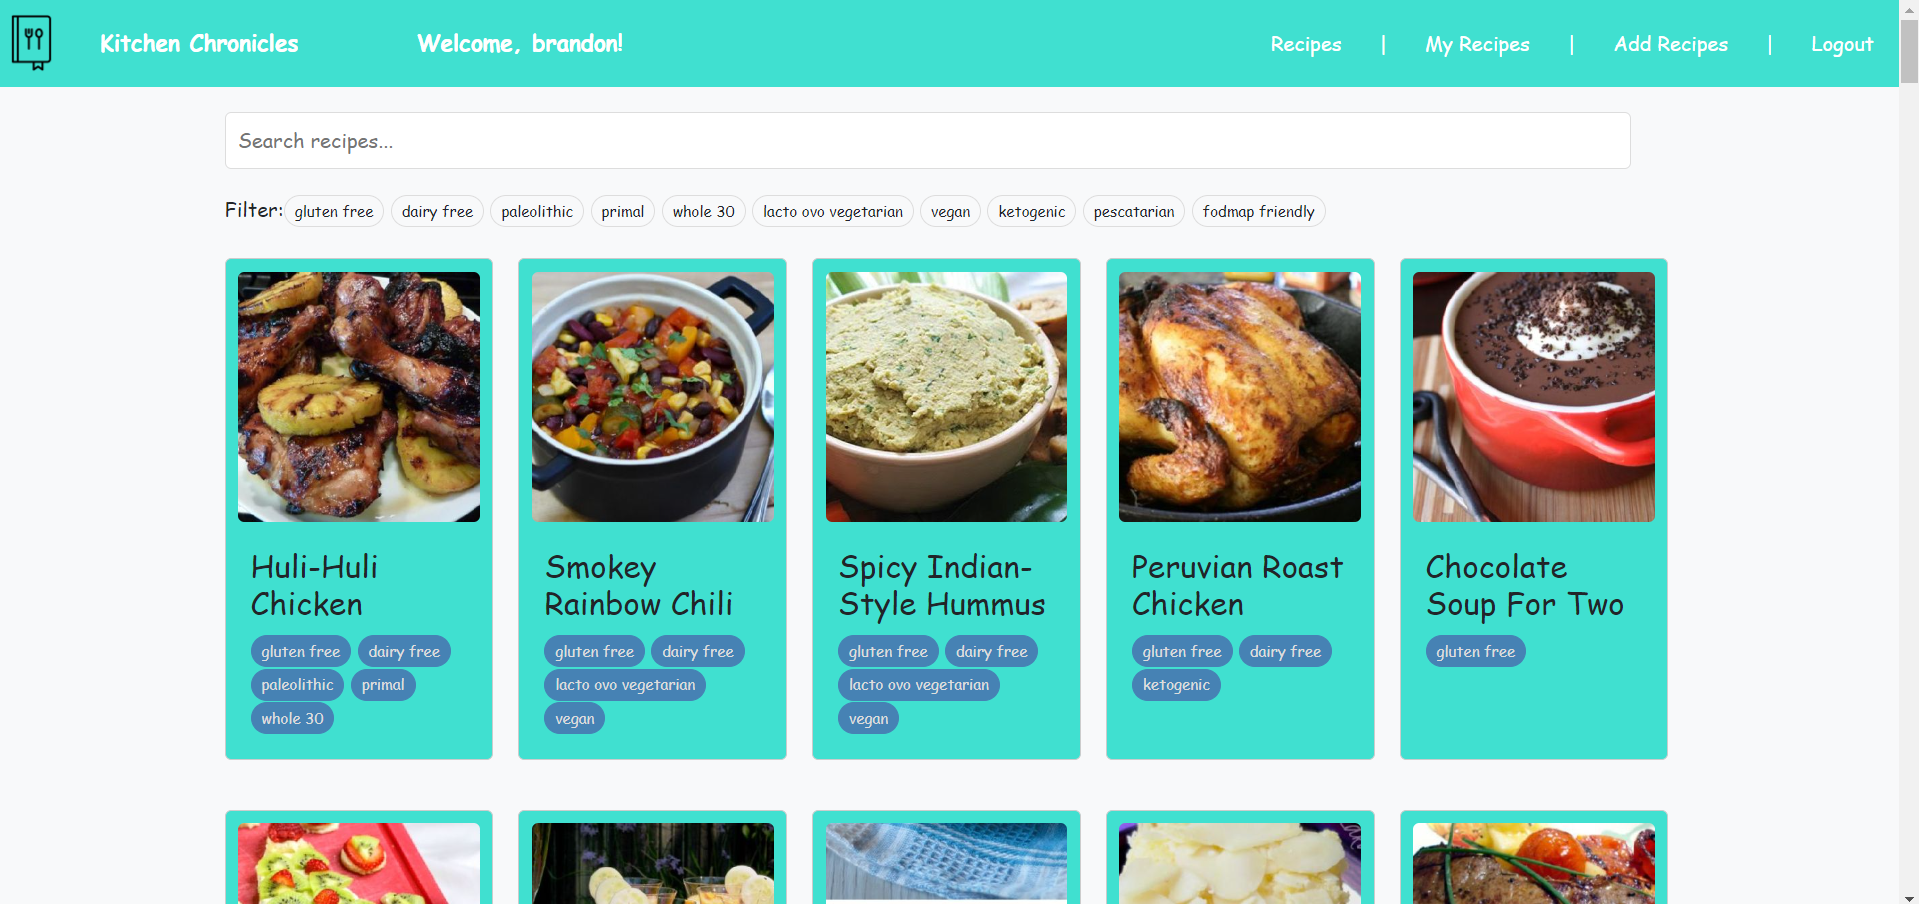 Kitchen Chronicles Welcome, brandon! Recipes | My Recipes | Add Recipes | Logout
Search recipes...
Filter: gluten free dairy free paleolithic primal whole 30 lacto ovo vegetarian vegan ketogenic pescatarian fodmap friendly
Huli-Huli
Chicken
gluten free dairy free
paleolithic primal
whole 30
Smokey
Rainbow Chili
gluten free dairy free
lacto ovo vegetarian
vegan
Spicy Indian-
Style Hummus
gluten free dairy free
lacto ovo vegetarian
vegan
Peruvian Roast
Chicken
gluten free dairy free
ketogenic
Chocolate
Soup For Two
gluten free